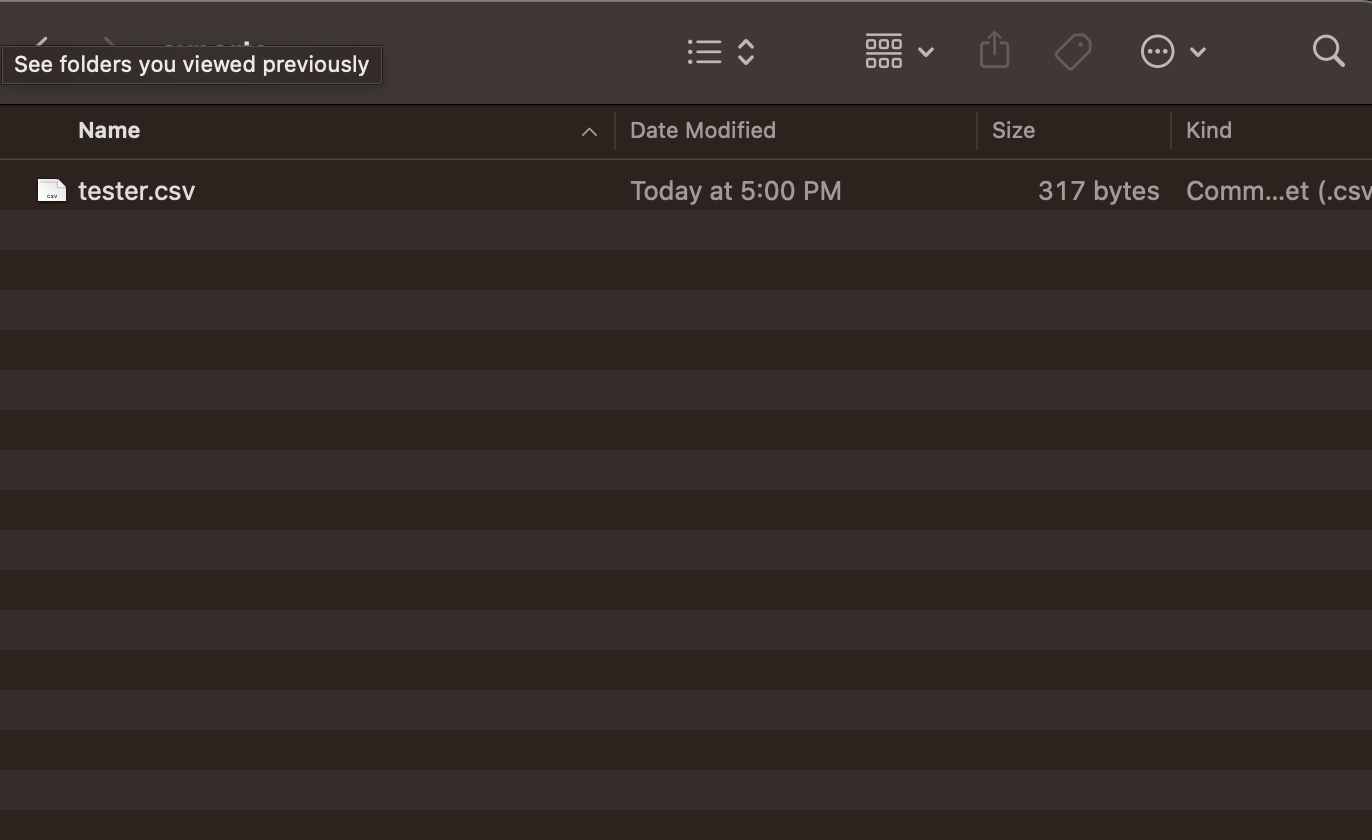 See folders you viewed previously
Name Date Modified Size Kind
csv tester.csv Today at 5:00 PM 317 bytes Comm...et (.csv